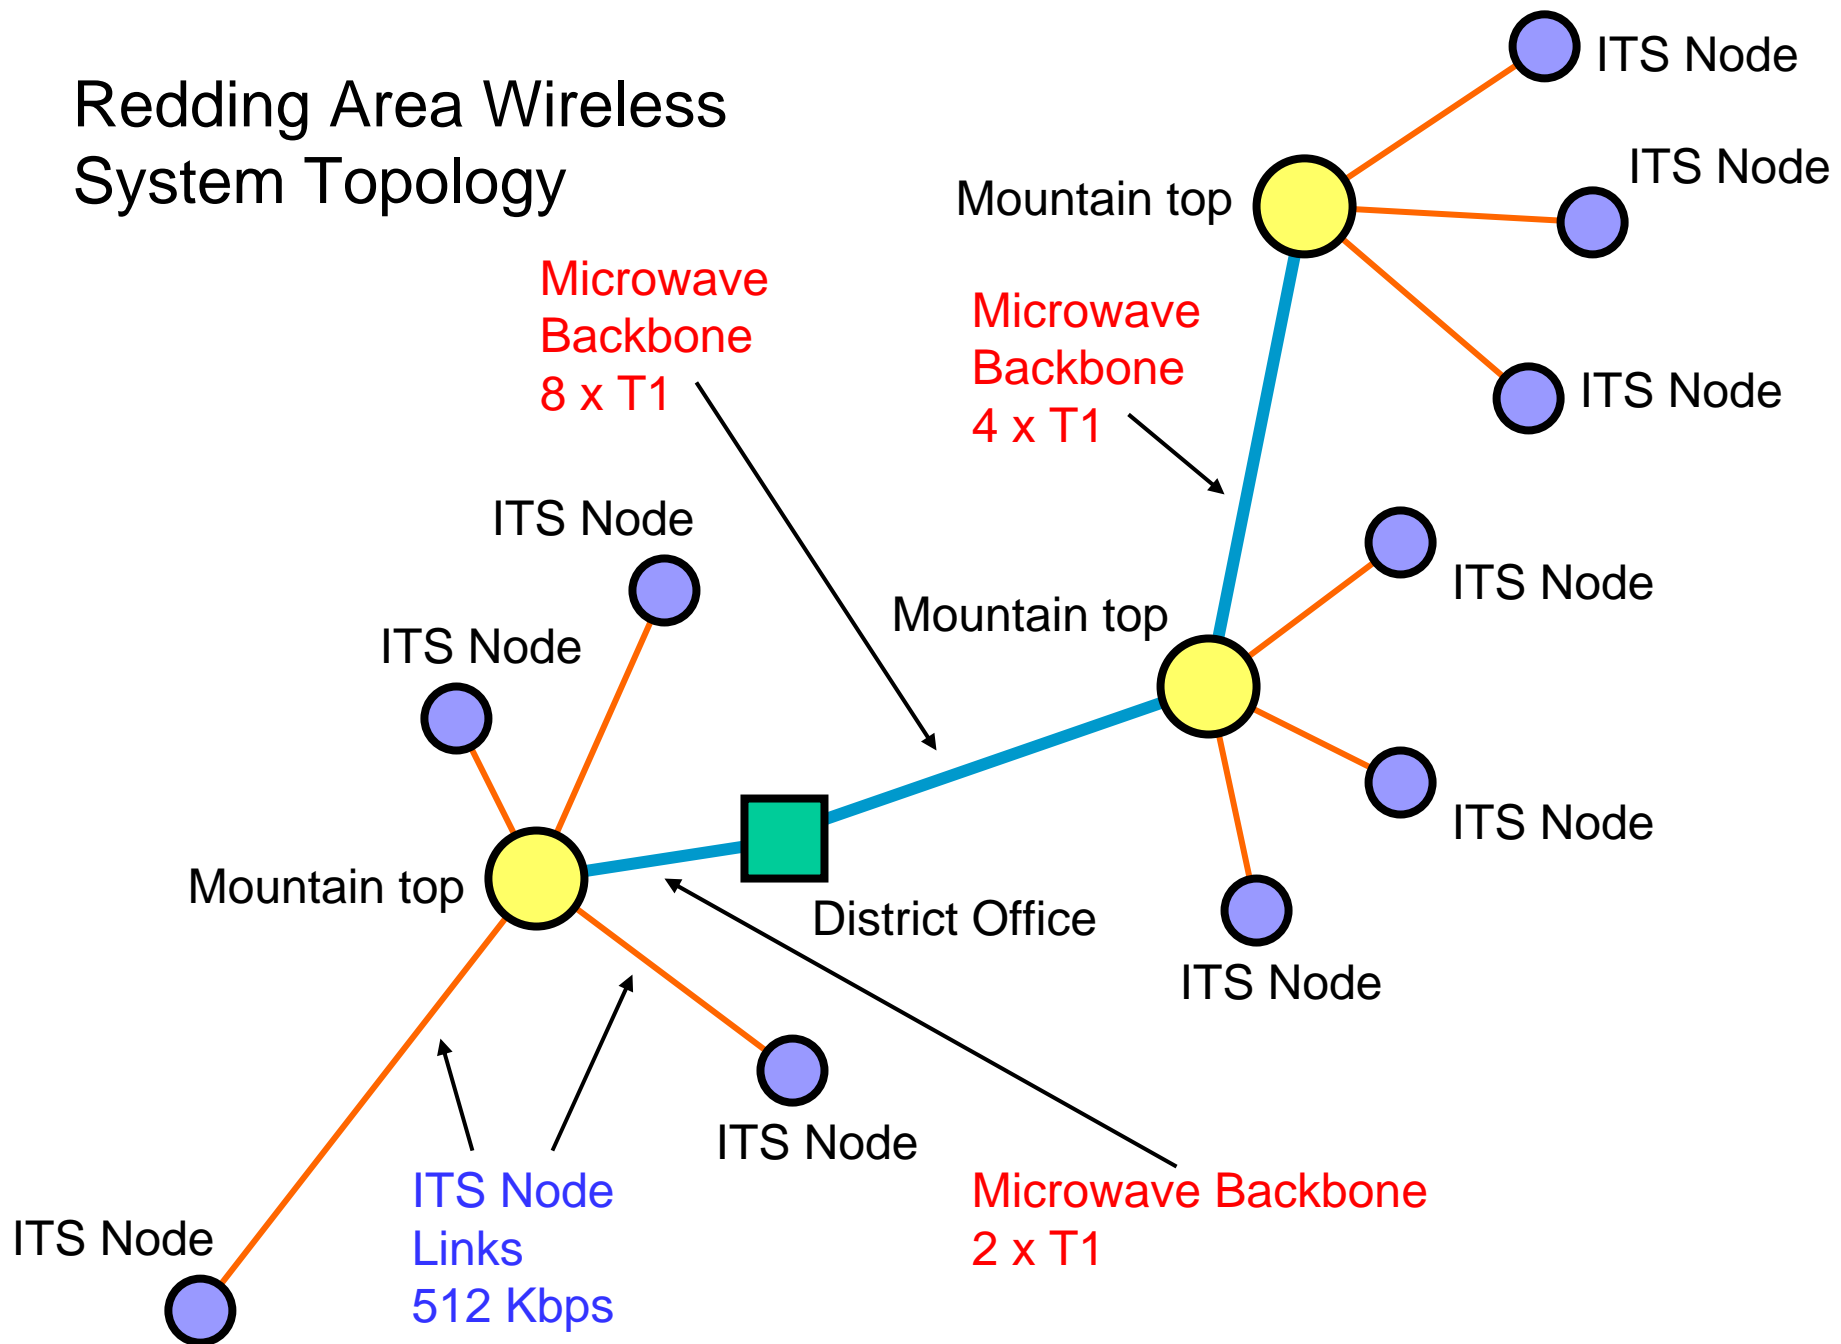 Redding Area Wireless
System Topology
ITS Node
ITS Node
Mountain top
Microwave
Backbone
8 x T1
Microwave
Backbone
4 x T1
ITS Node
ITS Node
ITS Node
Mountain top
ITS Node
ITS Node
Mountain top
District Office
ITS Node
ITS Node
ITS Node
Links
512 Kbps
Microwave Backbone
2 x T1
ITS Node
ITS Node